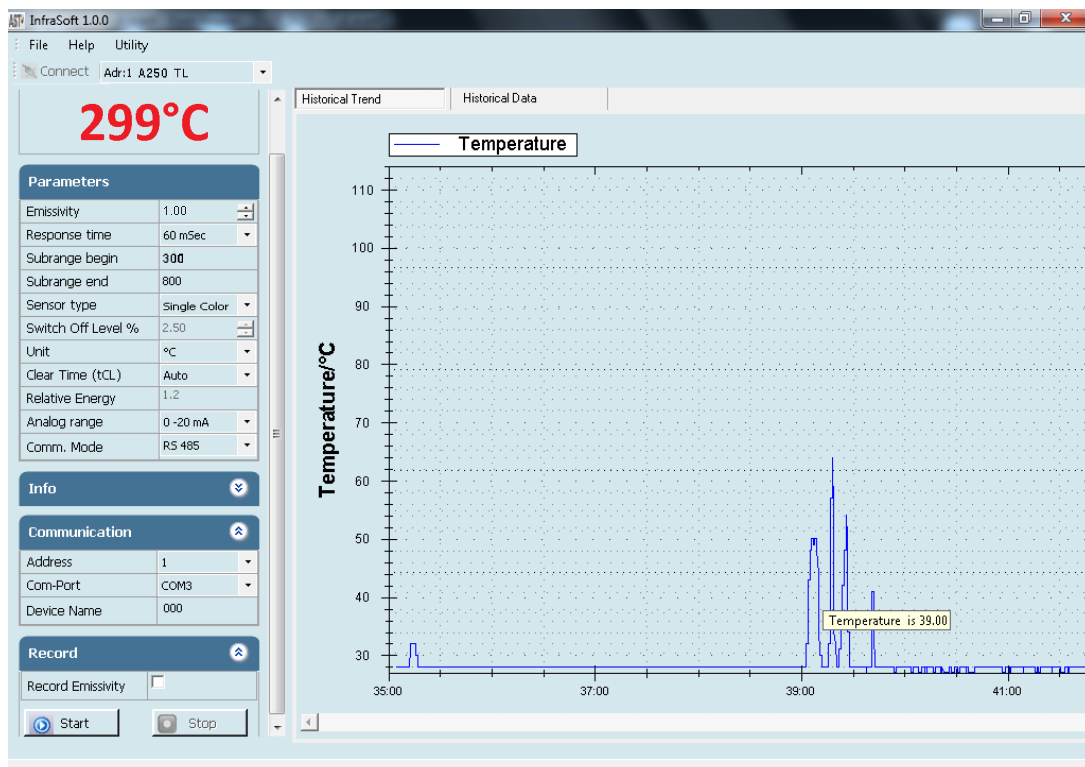 AST InfraSoft 1.0.0
File Help Utility
Connect Adr:1 A250 TL
299°C
Parameters
Emissivity 1.00
Response time 60 mSec
Subrange begin 300
Subrange end 800
Sensor type Single Color
Switch Off Level % 2.50
Unit °C
Clear Time (tCL) Auto
Relative Energy 1.2
Analog range 0 -20 mA
Comm. Mode RS 485
Info
Communication
Address 1
Com-Port COM3
Device Name 000
Record
Record Emissivity
Start Stop
Historical Trend Historical Data
Temperature
Temperature/°C
110
100
90
80
70
60
50
40
30
Temperature is 39.00
35:00 37:00 39:00 41:00